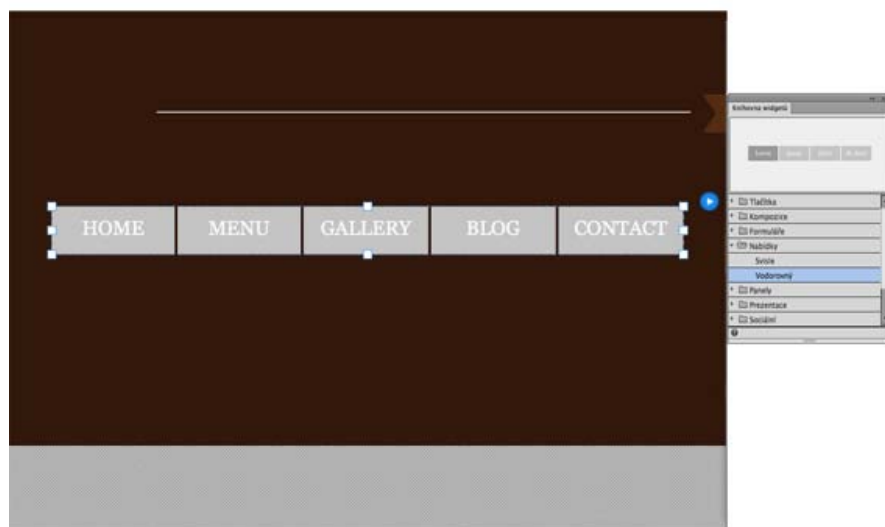 HOME MENU GALLERY BLOG CONTACT
Knihovna widgetů
Tlačítka
Kompozice
Formuláře
Nabídky
Svisle
Vodorovný
Panely
Prezentace
Sociální